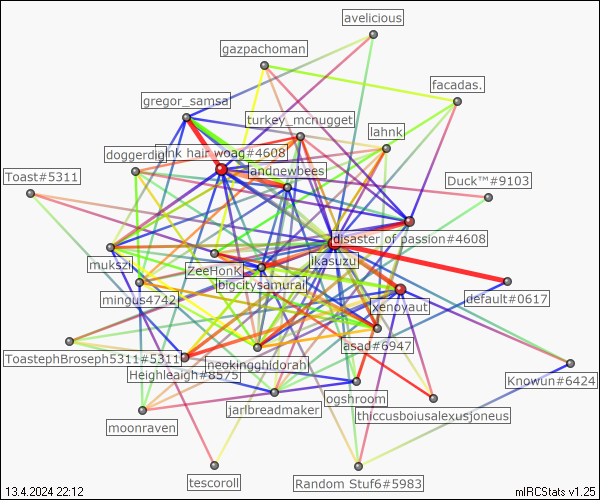 avelicious
gazpachoman
facadas.
gregor_samsa
turkey_mcnugget
lahnk
doggerdig
pink hair woag#4608
andnewbees
Toast#5311
Duck™#9103
disaster of passion#4608
mukszi
ikasuzu
ZeeHonK
bigcitysamurai
mingus4742
xenovaut
default#0617
asad#6947
ToastephBroseph5311#5311
neokingghidorah
Heighleaigh#8575
Knowun#6424
ogshroom
jarlbreadmaker
thiccusboiusalexusjoneus
moonraven
tescoroll
Random Stuf6#5983
13.4.2024 22:12
mIRCStats v1.25